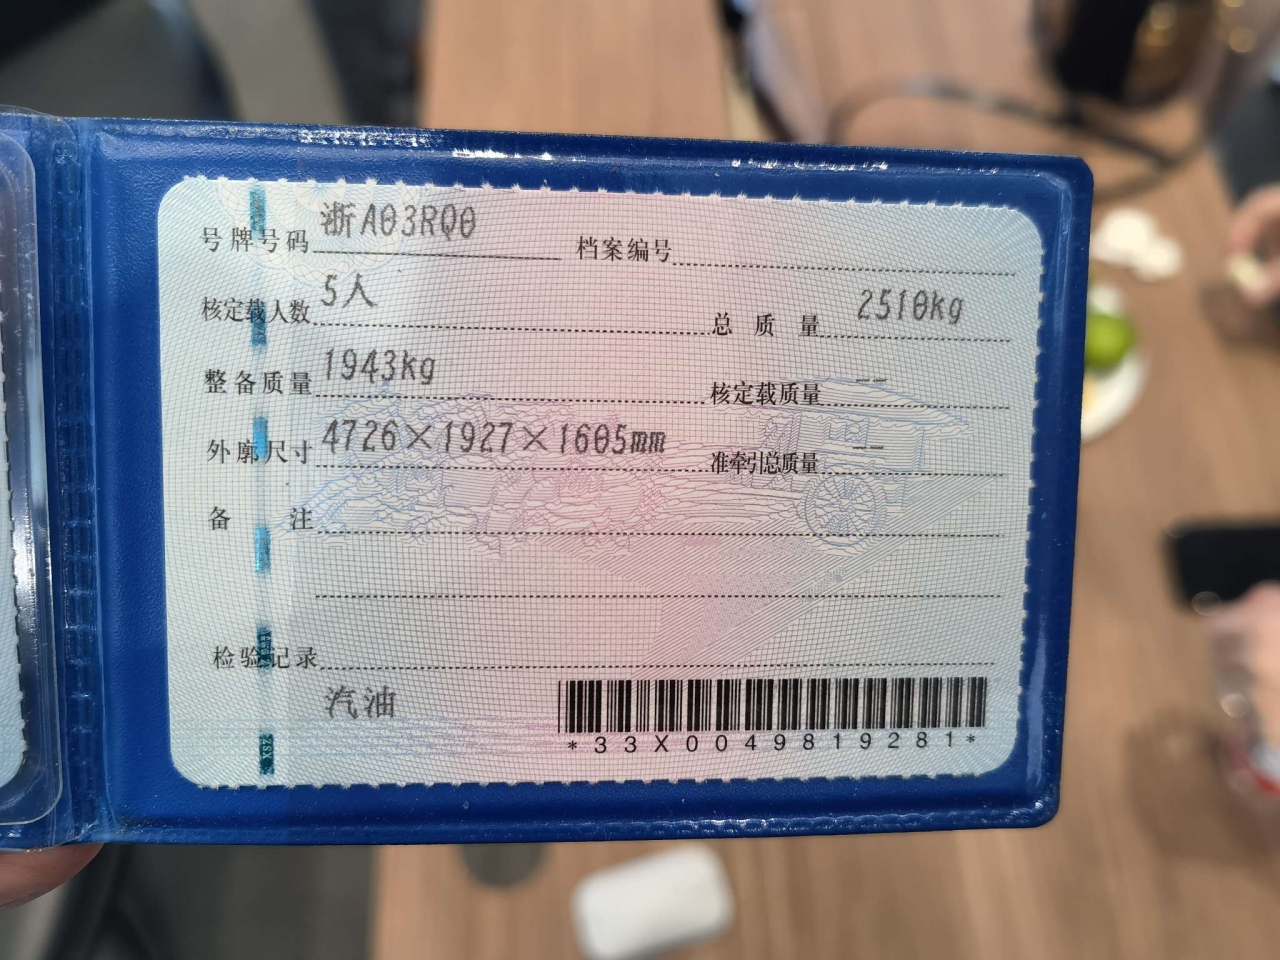 号牌号码 浙A03RQ0 档案编号
核定载人数 5人 总质量 2510kg
整备质量 1943kg 核定载质量 --
外廓尺寸 4726×1927×1605mm 准牵引总质量 --
备注
检验记录
汽油
*33X0049819281*